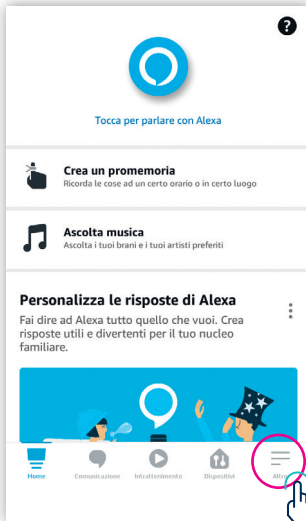 ?
Tocca per parlare con Alexa
Crea un promemoria
Ricorda le cose ad un certo orario o in certo luogo
Ascolta musica
Ascolta i tuoi brani e i tuoi artisti preferiti
Personalizza le risposte di Alexa
Fai dire ad Alexa tutto quello che vuoi. Crea
risposte utili e divertenti per il tuo nucleo
familiare.
Home Comunicazione Intrattenimento Dispositivi Altro